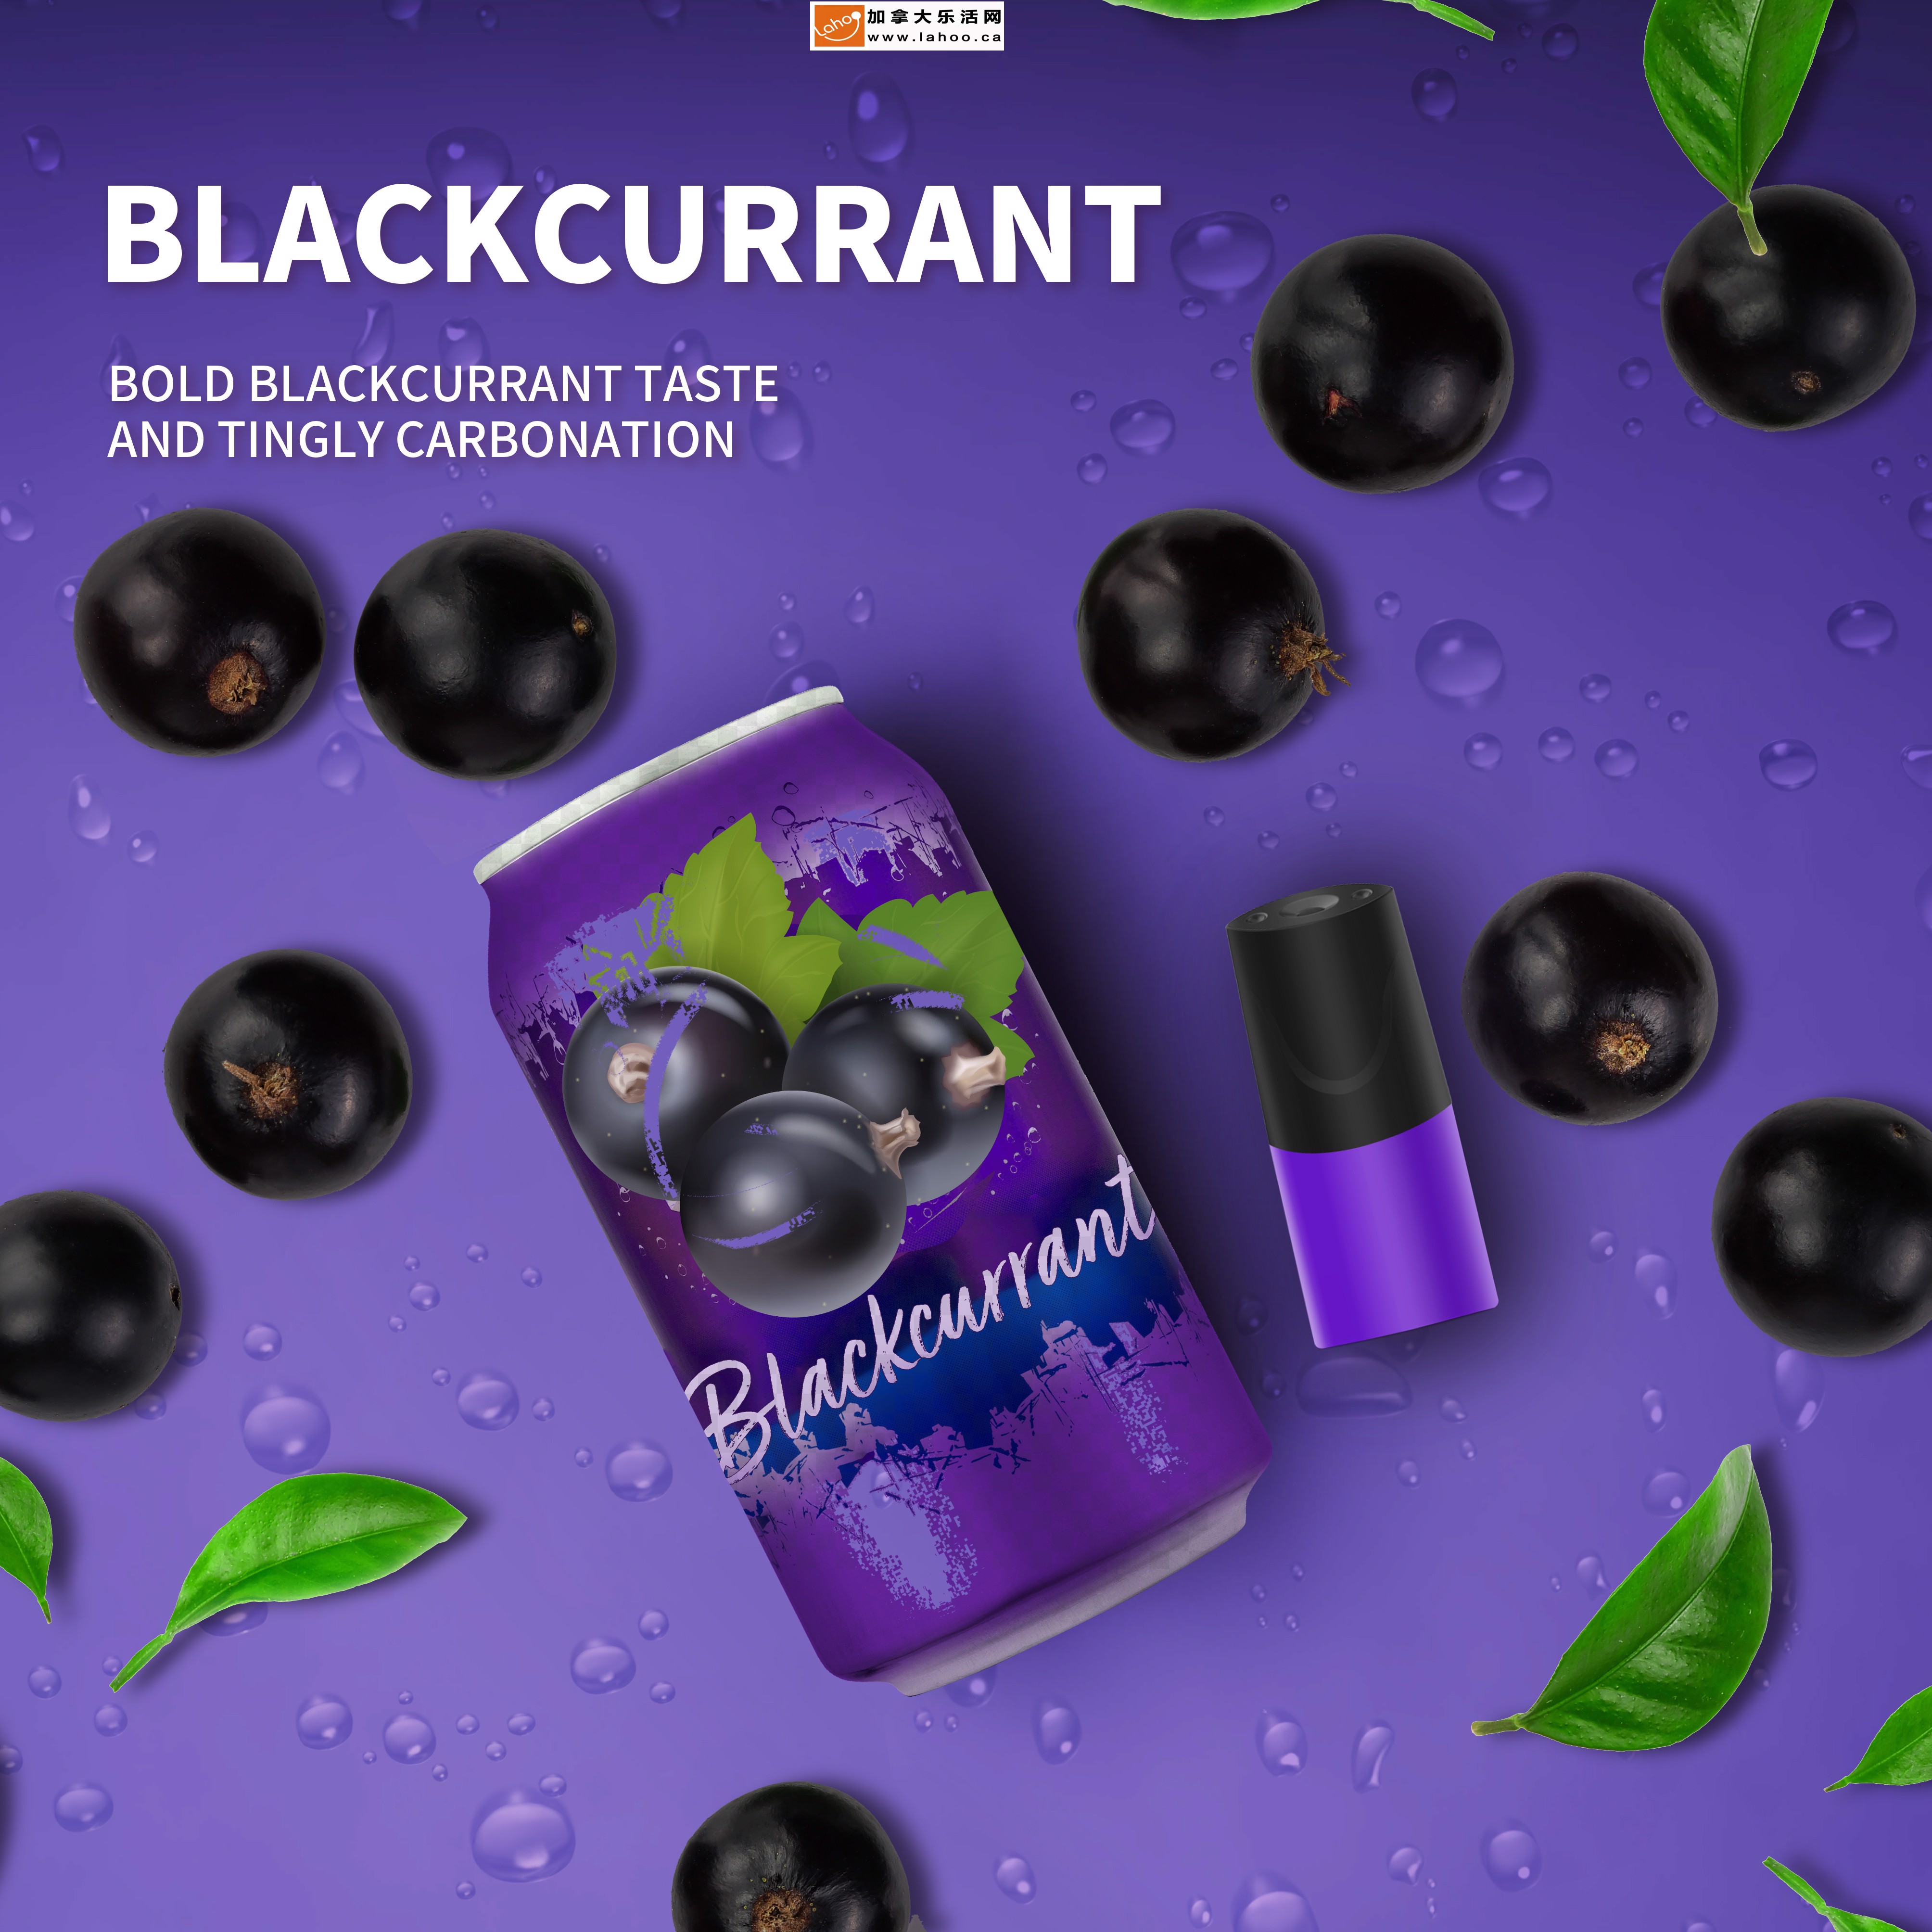 Lahoo
加拿大乐活网
www.lahoo.ca
BLACKCURRANT
BOLD BLACKCURRANT TASTE
AND TINGLY CARBONATION
Blackcurrant